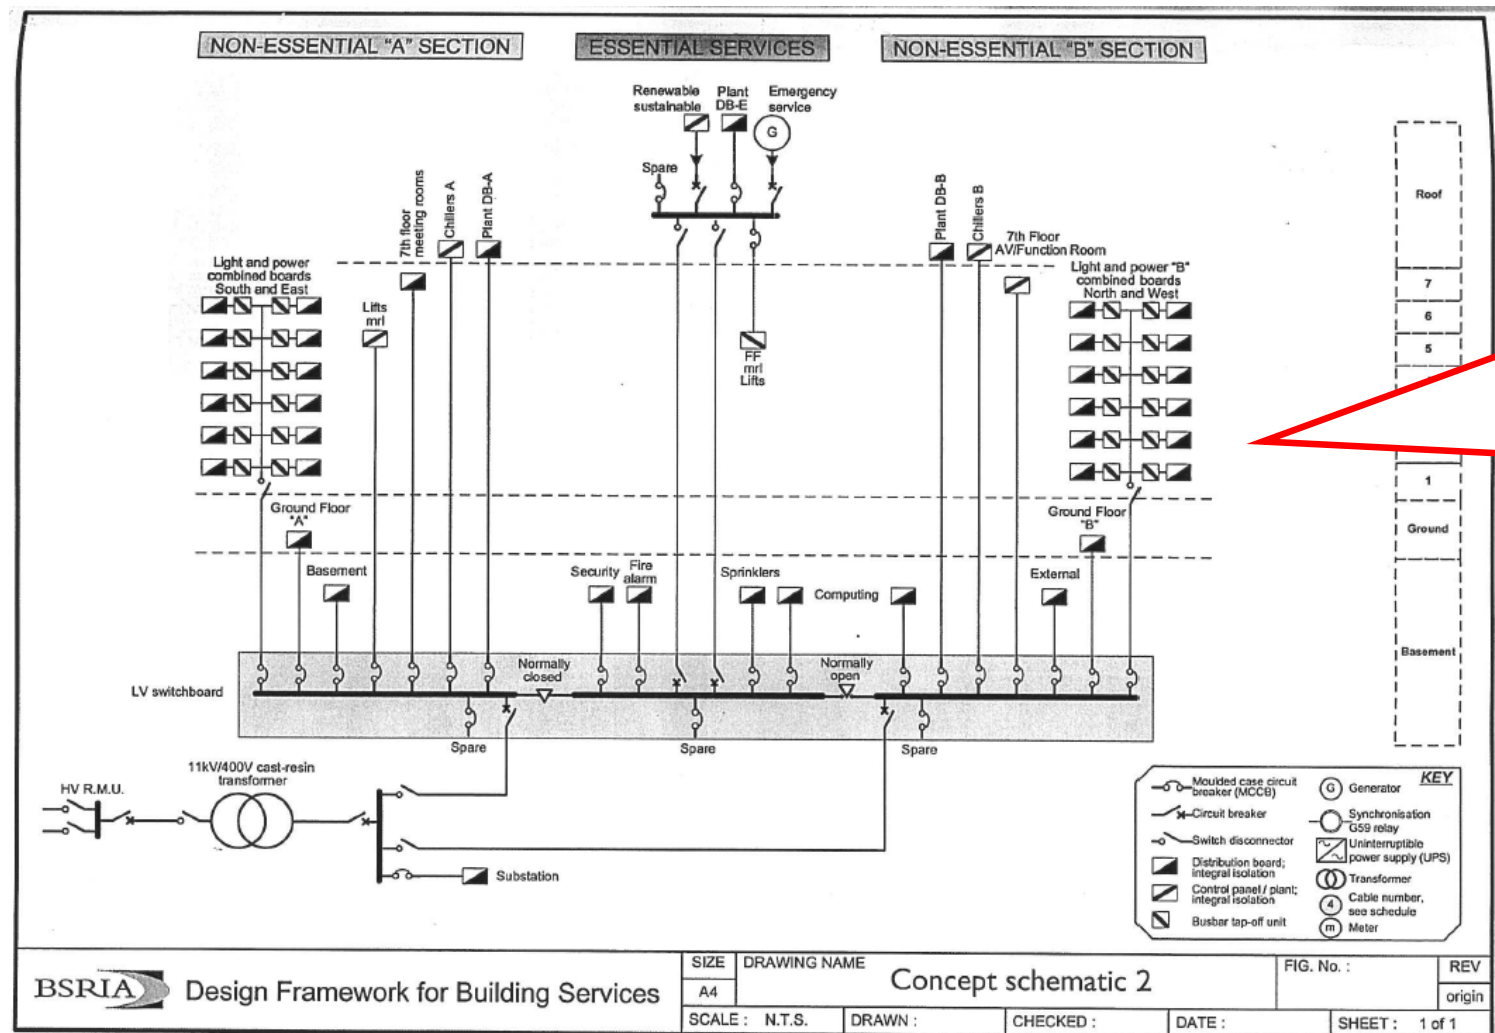 NON-ESSENTIAL "A" SECTION
ESSENTIAL SERVICES
NON-ESSENTIAL "B" SECTION
Renewable
sustainable
Plant
DB-E
Emergency
service
G
Spare
7th floor
meeting rooms
Chillers A
Plant DB-A
Plant DB-B
Chillers B
7th Floor
AV/Function Room
Light and power
combined boards
South and East
Lifts
mrl
FF
mrl
Lifts
Light and power "B"
combined boards
North and West
Roof
7
6
5
1
Ground
Basement
Ground Floor
"A"
Ground Floor
"B"
Basement
Security
Fire
alarm
Sprinklers
Computing
External
LV switchboard
Normally
closed
Normally
open
Spare
Spare
Spare
11kV/400V cast-resin
transformer
HV R.M.U.
Substation
KEY
Moulded case circuit
breaker (MCCB)
Circuit breaker
Switch disconnector
Distribution board;
integral isolation
Control panel / plant;
integral isolation
Busbar tap-off unit
G Generator
Synchronisation
G59 relay
Uninterruptible
power supply (UPS)
Transformer
4 Cable number,
see schedule
m Meter
BSRIA Design Framework for Building Services
SIZE
A4
DRAWING NAME
Concept schematic 2
FIG. No. :
REV
origin
SCALE : N.T.S.
DRAWN :
CHECKED :
DATE :
SHEET : 1 of 1